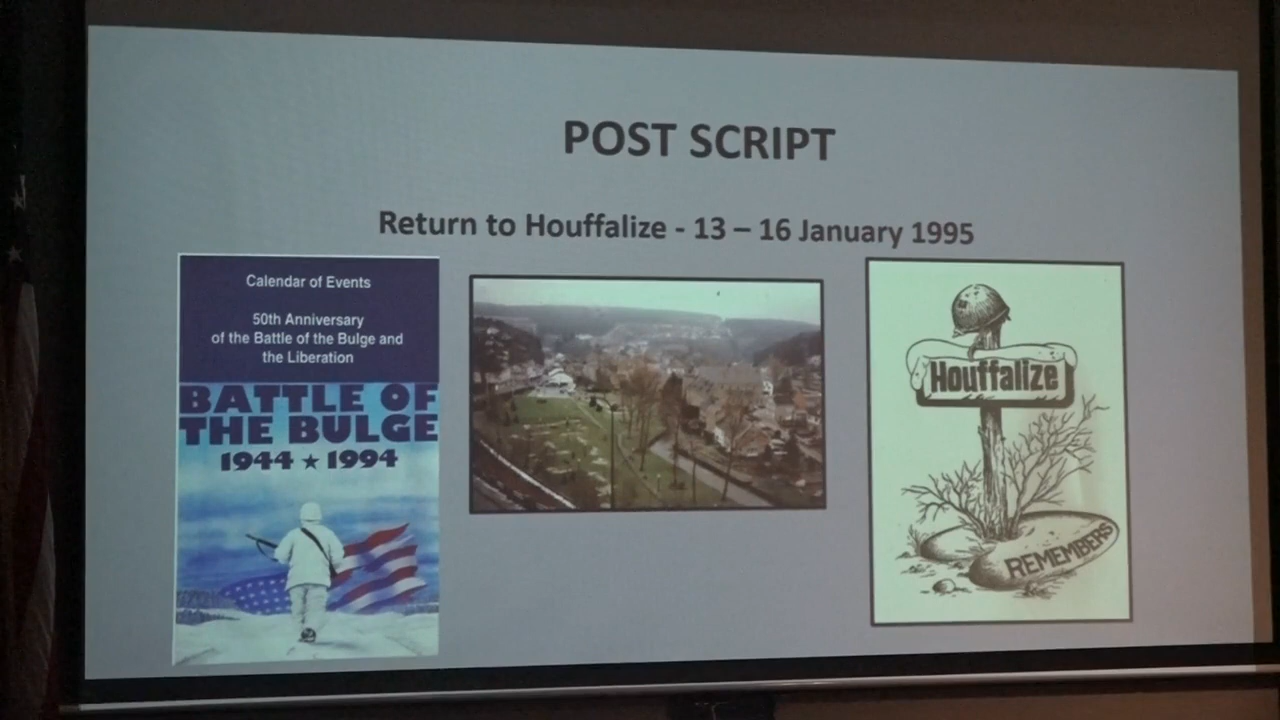 POST SCRIPT
Return to Houffalize - 13 – 16 January 1995
Calendar of Events
50th Anniversary
of the Battle of the Bulge and
the Liberation
BATTLE OF
THE BULGE
1944 ★ 1994
Houffalize
REMEMBERS